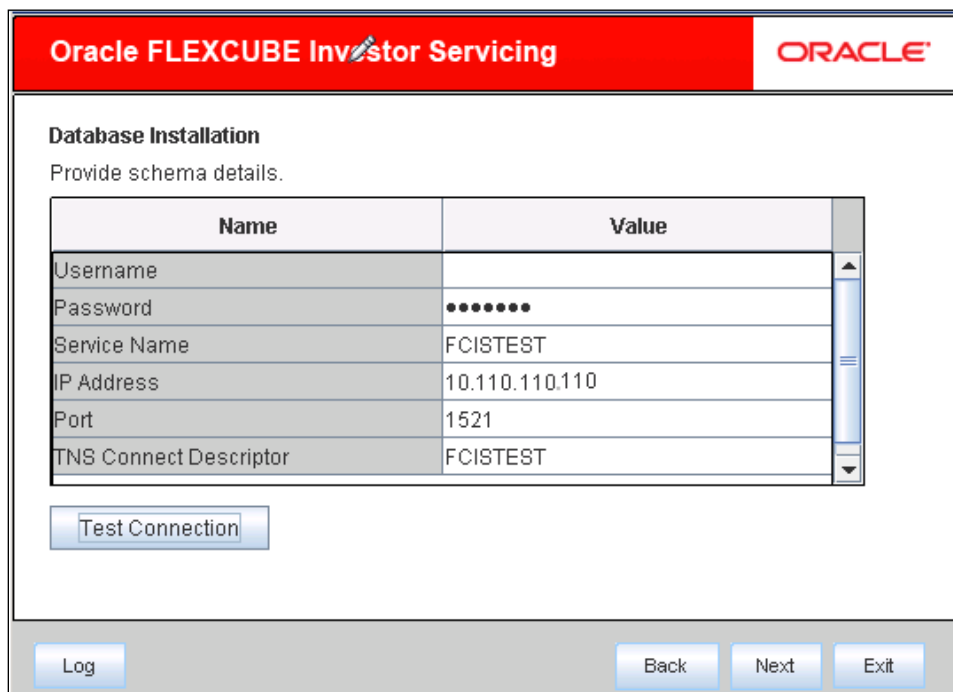 Oracle FLEXCUBE Investor Servicing
ORACLE
Database Installation
Provide schema details.
Name Value
Username
Password •••••••
Service Name FCISTEST
IP Address 10.110.110.110
Port 1521
TNS Connect Descriptor FCISTEST
Test Connection
Log Back Next Exit